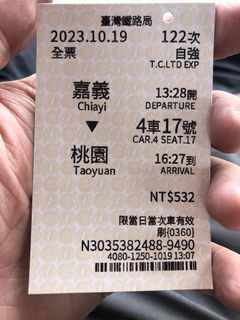 臺灣鐵路局
2023.10.19 122次
全票 自強
T.C.LTD EXP
嘉義 13:28開
Chiayi DEPARTURE
▼ 4車17號
CAR.4 SEAT.17
桃園 16:27到
Taoyuan ARRIVAL
NT$532
限當日當次車有效
刷{0360}
N3035382488-9490
4080-1250-1019 13:07